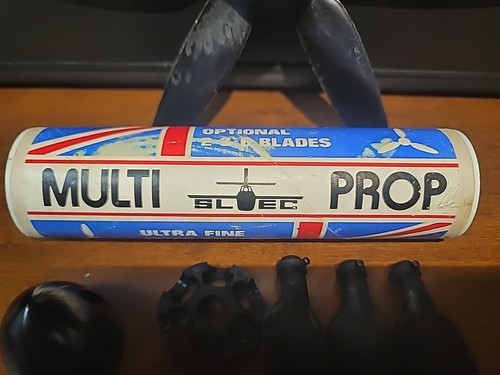 OPTIONAL
BLADES
MULTI
SLEC
PROP
ULTRA FINE